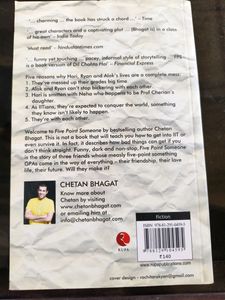 '... charming ... the book has struck a chord' – Time
'... great characters and a captivating plot ... [Bhagat is] in a class
of his own' – India Today
'Must read' – hindustantimes.com
'... funny yet touching ... pacey, informal style of storytelling ... FPS
is a book version of Dil Chahta Hai' – Financial Express
Five reasons why Hari, Ryan and Alok's lives are a complete mess:
1. They've messed up their grades big time.
2. Alok and Ryan can't stop bickering with each other.
3. Hari is smitten with Neha who happens to be Prof Cherian's
daughter.
4. As IITians, they're expected to conquer the world, something
they know isn't likely to happen.
5. They're with each other.
Welcome to Five Point Someone by bestselling author Chetan
Bhagat. This is not a book that will teach you how to get into IIT or
even survive it. In fact, it describes how bad things can get if you
don't think straight. Funny, dark and non-stop, Five Point Someone
is the story of three friends whose measly five-point something
GPAs come in the way of everything – their friendship, their love
life, their future. Will they make it?
CHETAN BHAGAT
Know more about
Chetan by visiting
www.chetanbhagat.com
or emailing him at
info@chetanbhagat.com
RUPA
Fiction
₹140
www.rupapublications.com
cover design - rachitarakyan@gmail.com